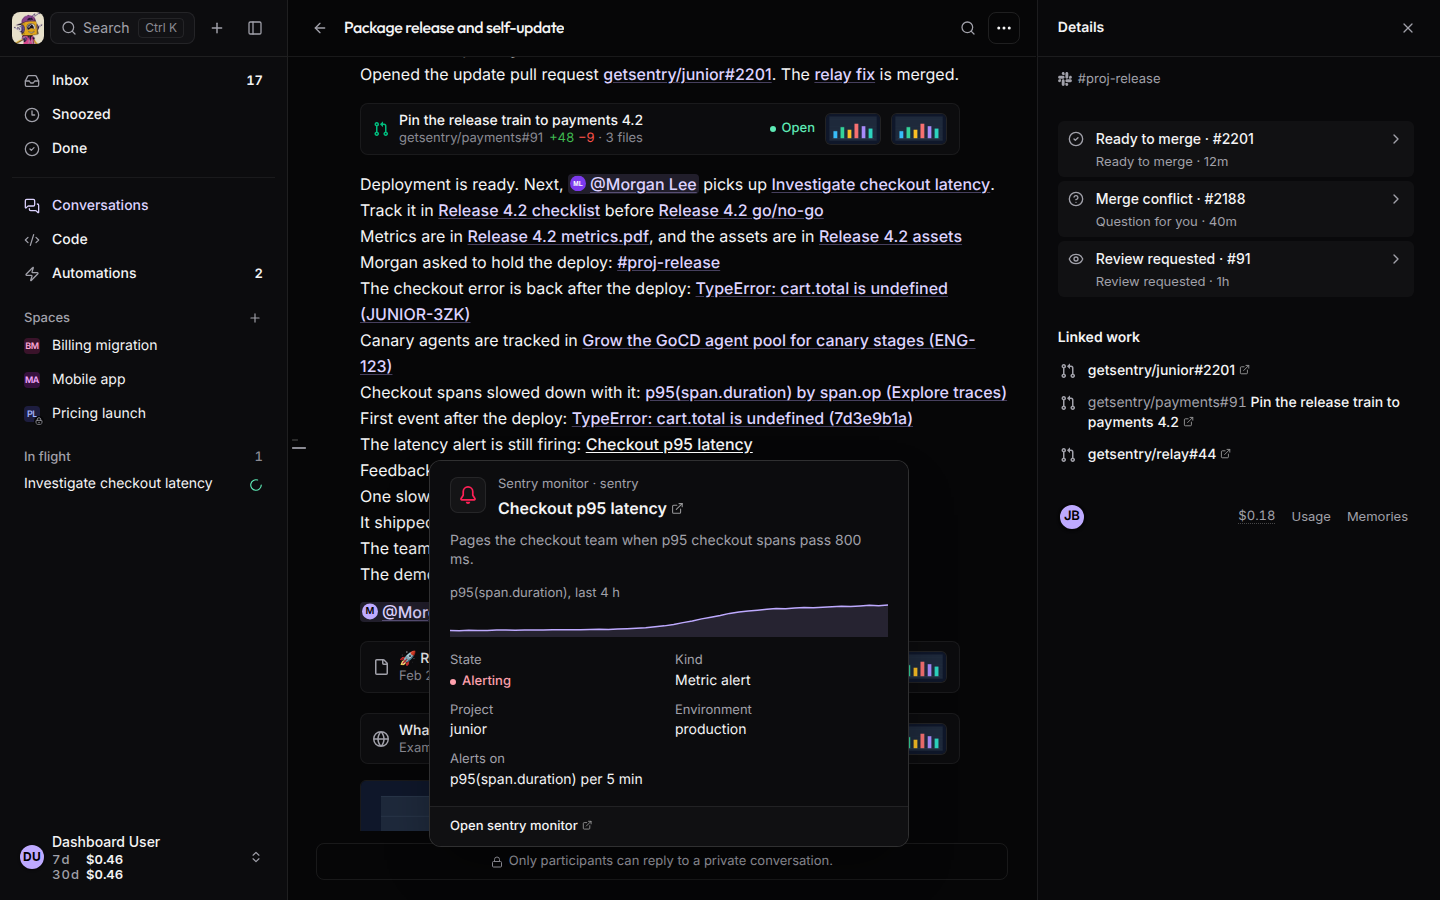 Search Ctrl K
Inbox 17
Snoozed
Done
Conversations
Code
Automations 2
Spaces
BM Billing migration
MA Mobile app
PL Pricing launch
In flight 1
Investigate checkout latency
DU Dashboard User
7d $0.46
30d $0.46
Package release and self-update
Opened the update pull request getsentry/junior#2201. The relay fix is merged.
Pin the release train to payments 4.2
getsentry/payments#91 +48 −9 · 3 files
Open
Deployment is ready. Next, ML @Morgan Lee picks up Investigate checkout latency.
Track it in Release 4.2 checklist before Release 4.2 go/no-go
Metrics are in Release 4.2 metrics.pdf, and the assets are in Release 4.2 assets
Morgan asked to hold the deploy: #proj-release
The checkout error is back after the deploy: TypeError: cart.total is undefined
(JUNIOR-3ZK)
Canary agents are tracked in Grow the GoCD agent pool for canary stages (ENG-
123)
Checkout spans slowed down with it: p95(span.duration) by span.op (Explore traces)
First event after the deploy: TypeError: cart.total is undefined (7d3e9b1a)
The latency alert is still firing: Checkout p95 latency
Feedback
One slow
It shipped
The team
The demo
M @Mor
🚀 R
Feb 2
Wha
Exam
Sentry monitor · sentry
Checkout p95 latency
Pages the checkout team when p95 checkout spans pass 800
ms.
p95(span.duration), last 4 h
State
Alerting
Kind
Metric alert
Project
junior
Environment
production
Alerts on
p95(span.duration) per 5 min
Open sentry monitor
Only participants can reply to a private conversation.
Details
#proj-release
Ready to merge · #2201
Ready to merge · 12m
Merge conflict · #2188
Question for you · 40m
Review requested · #91
Review requested · 1h
Linked work
getsentry/junior#2201
getsentry/payments#91 Pin the release train to
payments 4.2
getsentry/relay#44
JB $0.18 Usage Memories